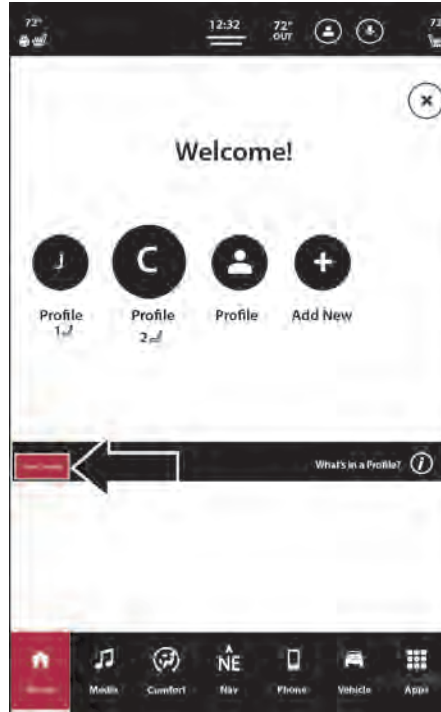 72°
12:32
72°
OUT
72
Welcome!
J
C
Profile
1
Profile
2
Profile
Add New
What's in a Profile?
i
NE
Media
Comfort
Nav
Phone
Vehicle
Apps